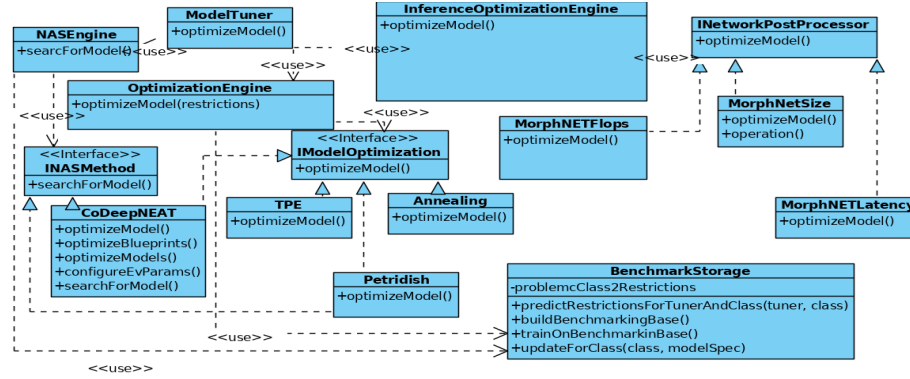 ModelTuner
+optimizeModel()
InferenceOptimizationEngine
+optimizeModel()
INetworkPostProcessor
+optimizeModel()
NASEngine
+searcForModel()
<<use>>
<<use>>
<<use>>
OptimizationEngine
+optimizeModel(restrictions)
<<use>>
<<use>>
MorphNetSize
+optimizeModel()
+operation()
MorphNETFlops
+optimizeModel()
<<Interface>>
INASMethod
+searchForModel()
<<Interface>>
IModelOptimization
+optimizeModel()
CoDeepNEAT
+optimizeModel()
+optimizeBlueprints()
+optimizeModels()
+configureEvParams()
+searchForModel()
TPE
+optimizeModel()
Annealing
+optimizeModel()
MorphNETLatency
+optimizeModel()
Petridish
+optimizeModel()
BenchmarkStorage
-problemcClass2Restrictions
+predictRestrictionsForTunerAndClass(tuner, class)
+buildBenchmarkingBase()
+trainOnBenchmarkinBase()
+updateForClass(class, modelSpec)
<<use>>
<<use>>